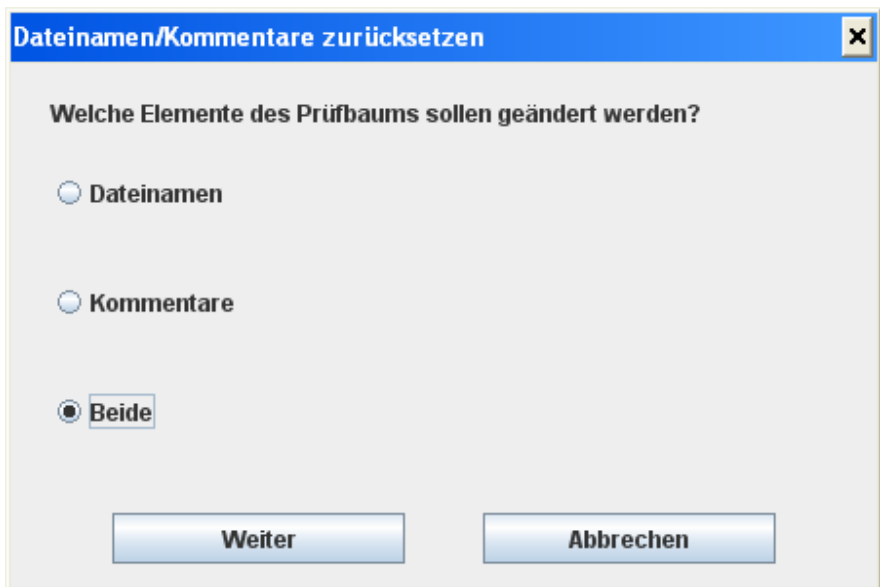 Dateinamen/Kommentare zurücksetzen
Welche Elemente des Prüfbaums sollen geändert werden?
Dateinamen
Kommentare
Beide
Weiter Abbrechen